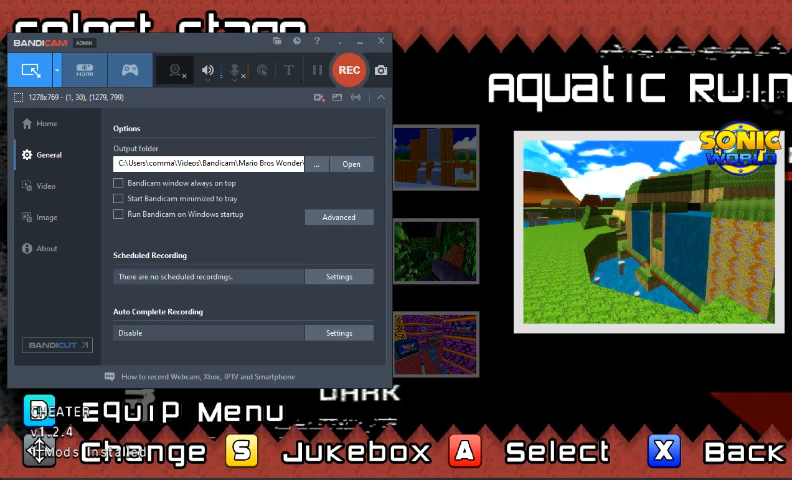 select stage
BANDICAM ADMIN
HDMI
REC
1278x769 - (1, 30), (1279, 799)
Home
General
Video
Image
About
BANDICUT
Options
Output folder
C:\Users\comma\Videos\Bandicam\Mario Bros Wonder\
...
Open
Bandicam window always on top
Start Bandicam minimized to tray
Run Bandicam on Windows startup
Advanced
Scheduled Recording
There are no scheduled recordings.
Settings
Auto Complete Recording
Disable
Settings
How to record Webcam, Xbox, IPTV and Smartphone
Aquatic Ruin
SONIC
WORLD
DARK
D Equip Menu
CHEATER
v1.2.4
Mods Installed
Change S Jukebox A Select X Back